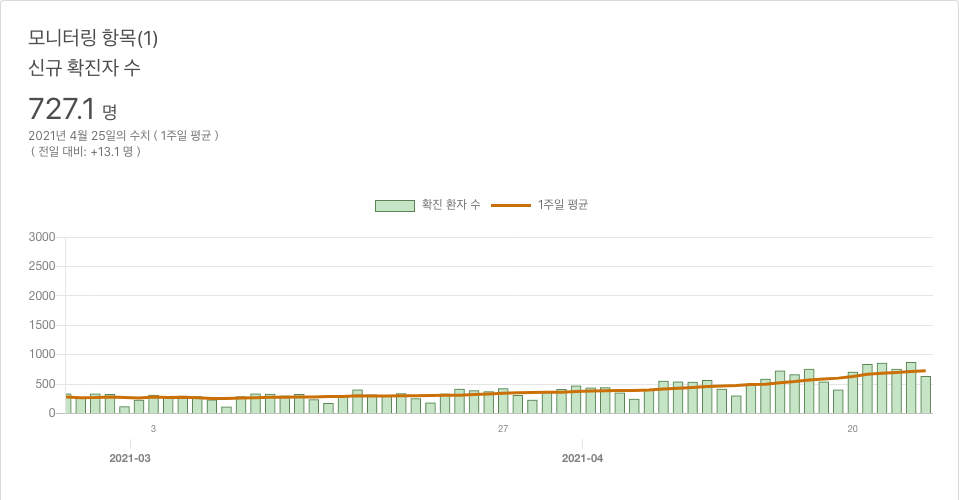 모니터링 항목(1)
신규 확진자 수
727.1 명
2021년 4월 25일의 수치 ( 1주일 평균 )
( 전일 대비: +13.1 명 )
확진 환자 수
1주일 평균
3000
2500
2000
1500
1000
500
0
3
27
20
2021-03
2021-04